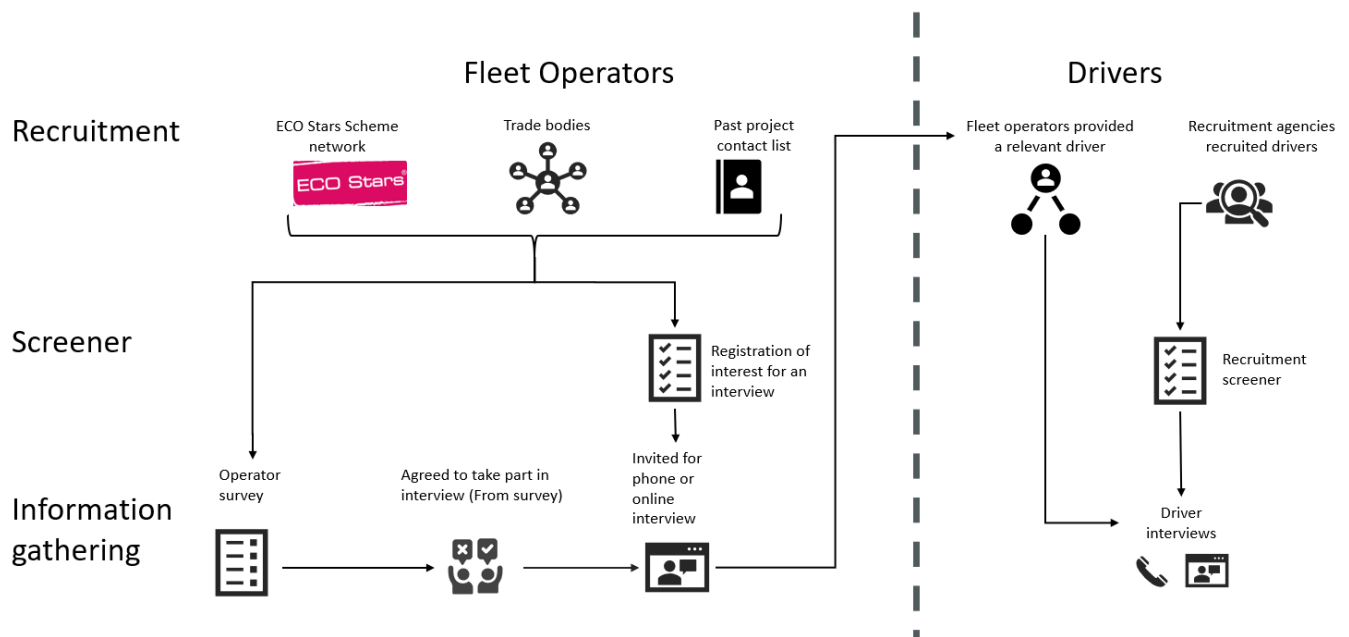 Fleet Operators
Drivers
Recruitment
ECO Stars Scheme
network
ECO Stars®
Trade bodies
Past project
contact list
Fleet operators provided
a relevant driver
Recruitment agencies
recruited drivers
Screener
Registration of
interest for an
interview
Recruitment
screener
Information
gathering
Operator
survey
Agreed to take part in
interview (From survey)
Invited for
phone or
online
interview
Driver
interviews